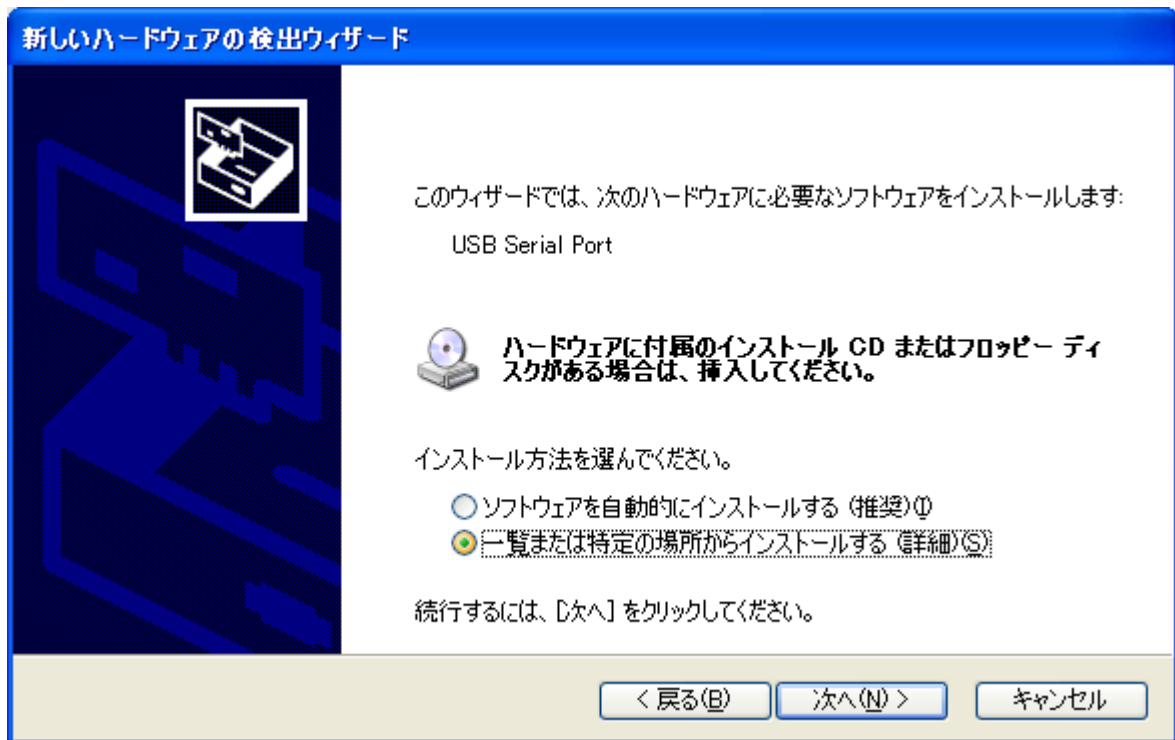 新しいハードウェアの検出ウィザード
このウィザードでは、次のハードウェアに必要なソフトウェアをインストールします:
USB Serial Port
ハードウェアに付属のインストール CD またはフロッピー ディ
スクがある場合は、挿入してください。
インストール方法を選んでください。
ソフトウェアを自動的にインストールする (推奨)(I)
一覧または特定の場所からインストールする (詳細)(S)
続行するには、[次へ] をクリックしてください。
< 戻る(B)
次へ(N) >
キャンセル